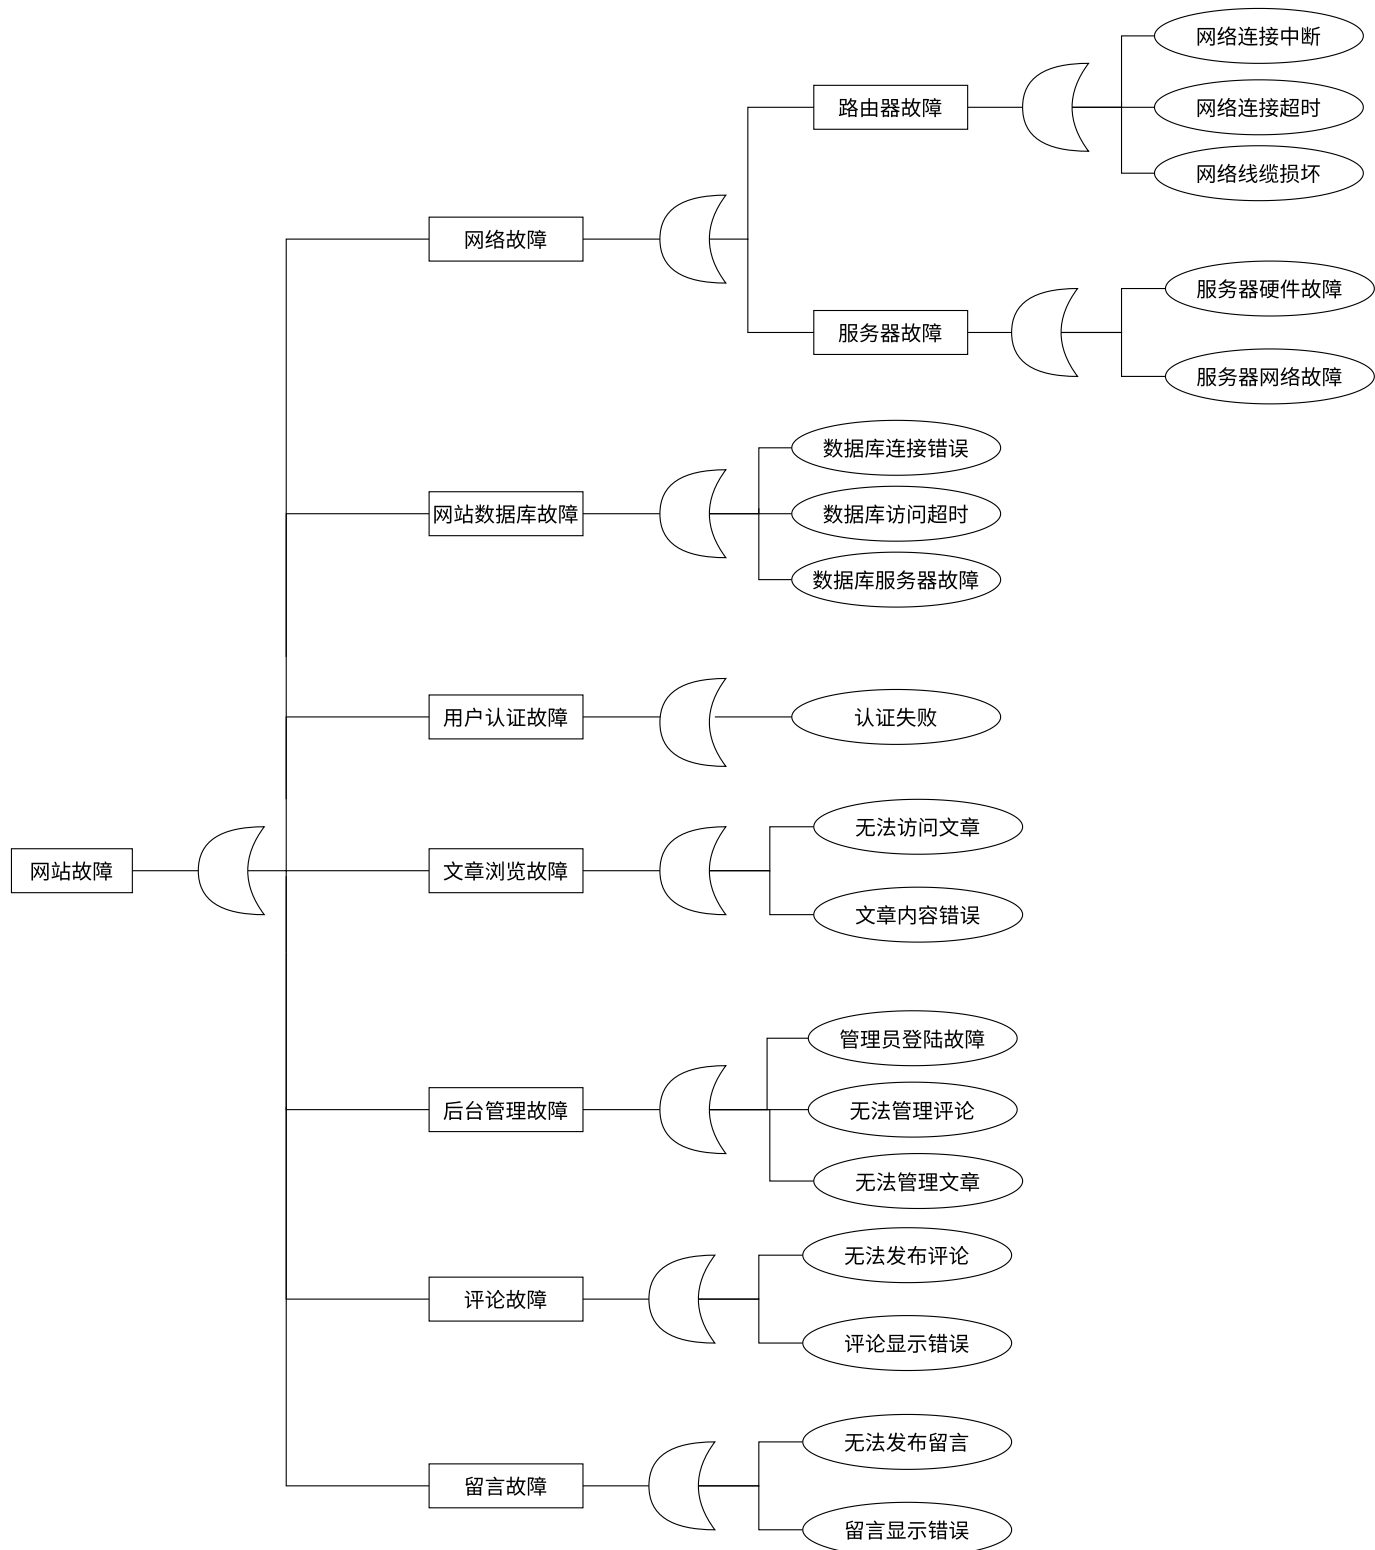 网络连接中断
网络连接超时
路由器故障
网络线缆损坏
网络故障
服务器硬件故障
服务器故障
服务器网络故障
数据库连接错误
网站数据库故障
数据库访问超时
数据库服务器故障
用户认证故障
认证失败
无法访问文章
网站故障
文章浏览故障
文章内容错误
管理员登陆故障
后台管理故障
无法管理评论
无法管理文章
无法发布评论
评论故障
评论显示错误
无法发布留言
留言故障
留言显示错误